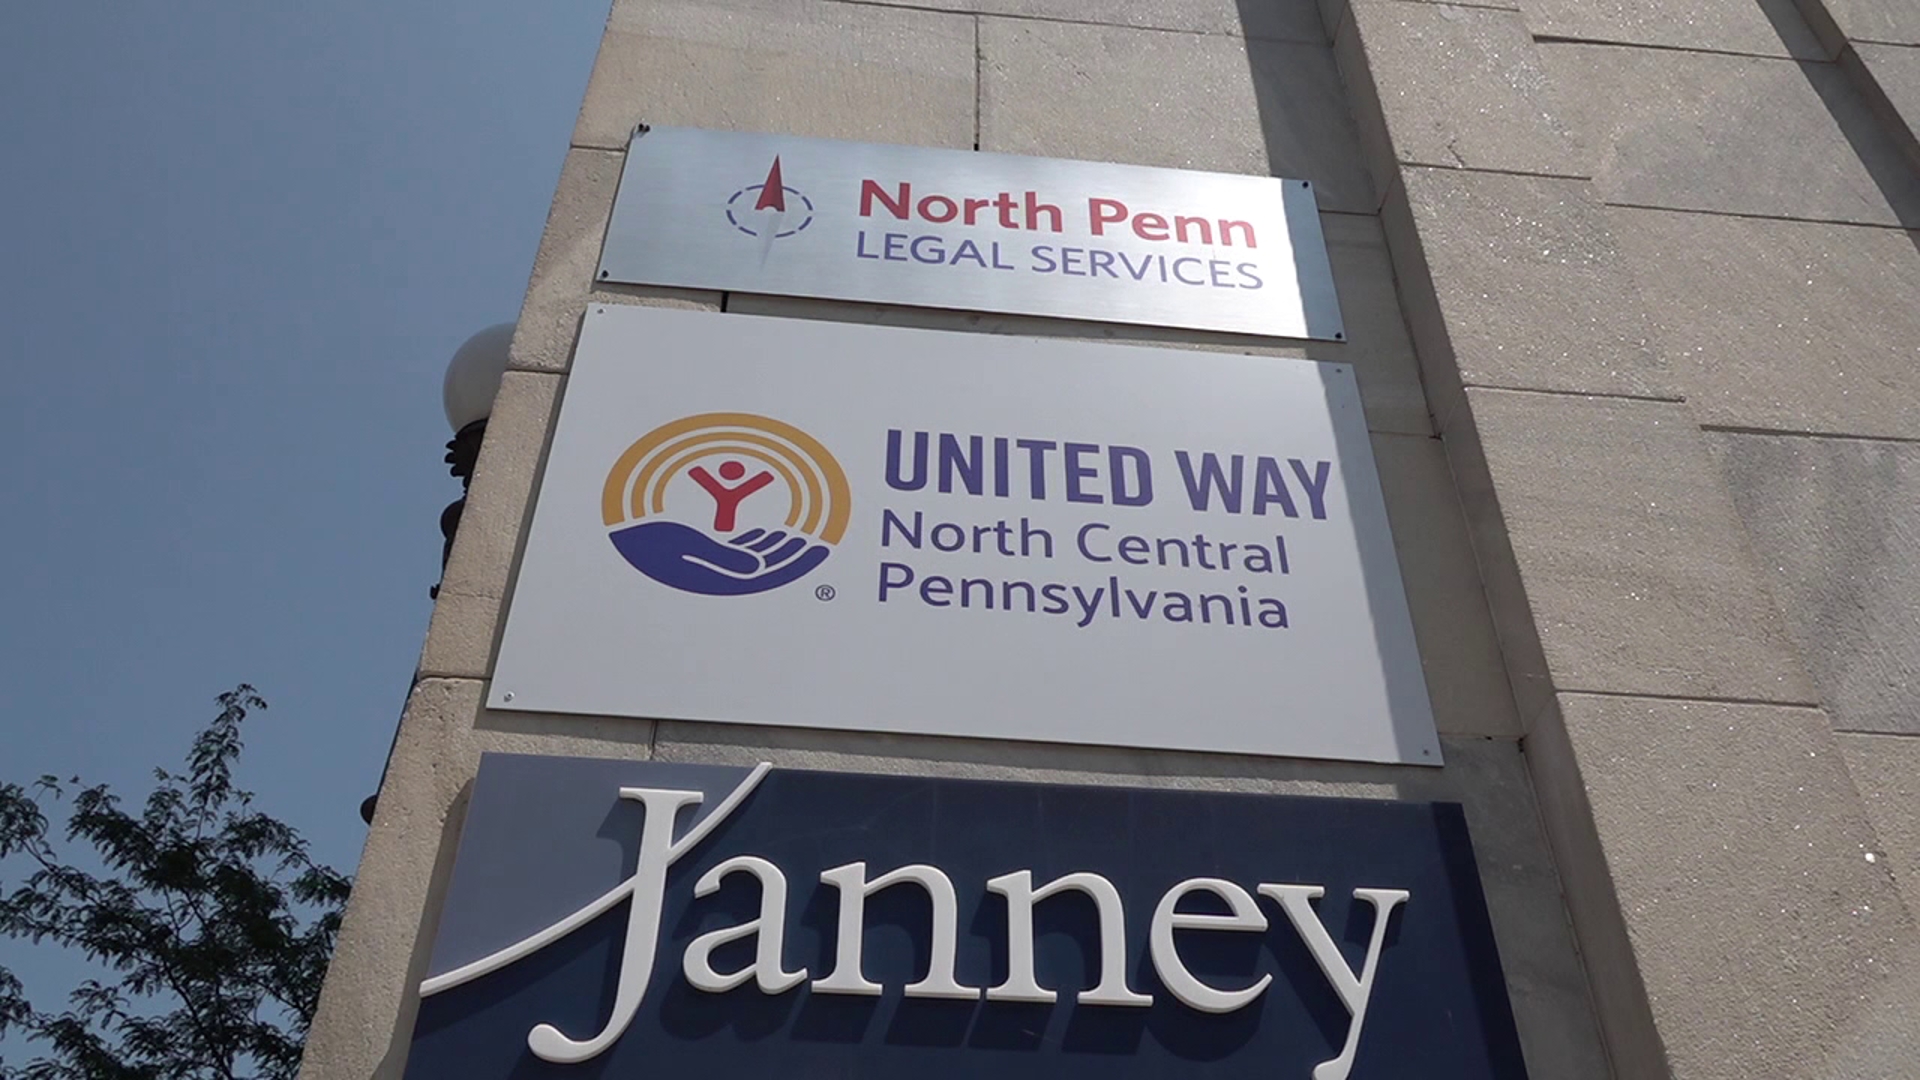 North Penn
LEGAL SERVICES
UNITED WAY
North Central
Pennsylvania
®
Janney